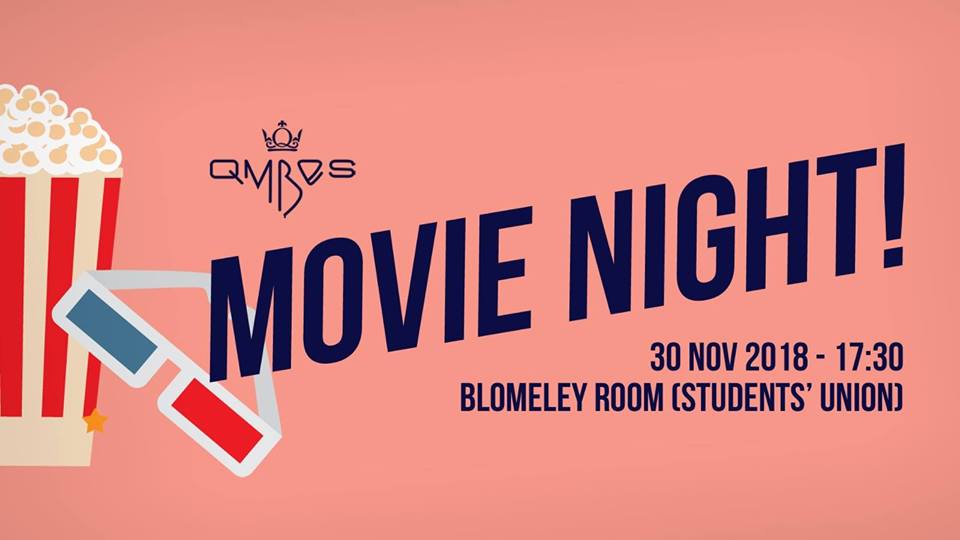 QMBES
MOVIE NIGHT!
30 NOV 2018 - 17:30
BLOMELEY ROOM (STUDENTS' UNION)